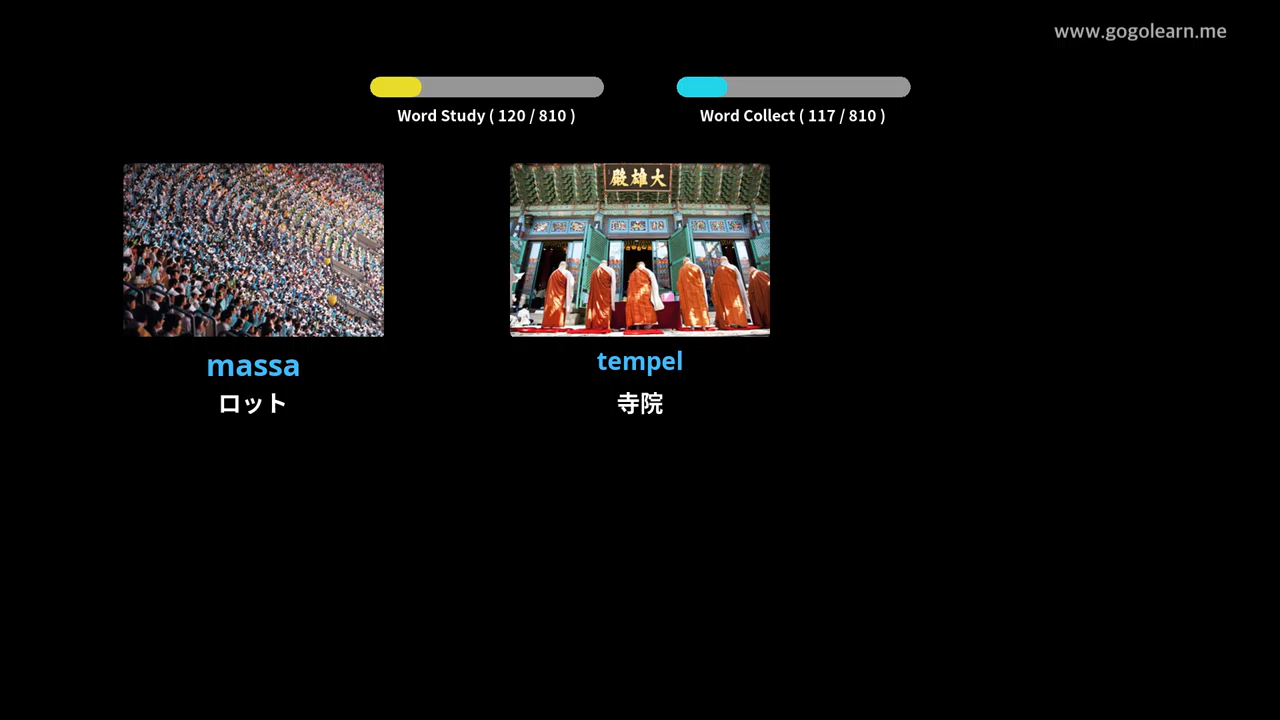 www.gogolearn.me
Word Study ( 120 / 810 )
Word Collect ( 117 / 810 )
殿雄大
massa
tempel
ロット
寺院